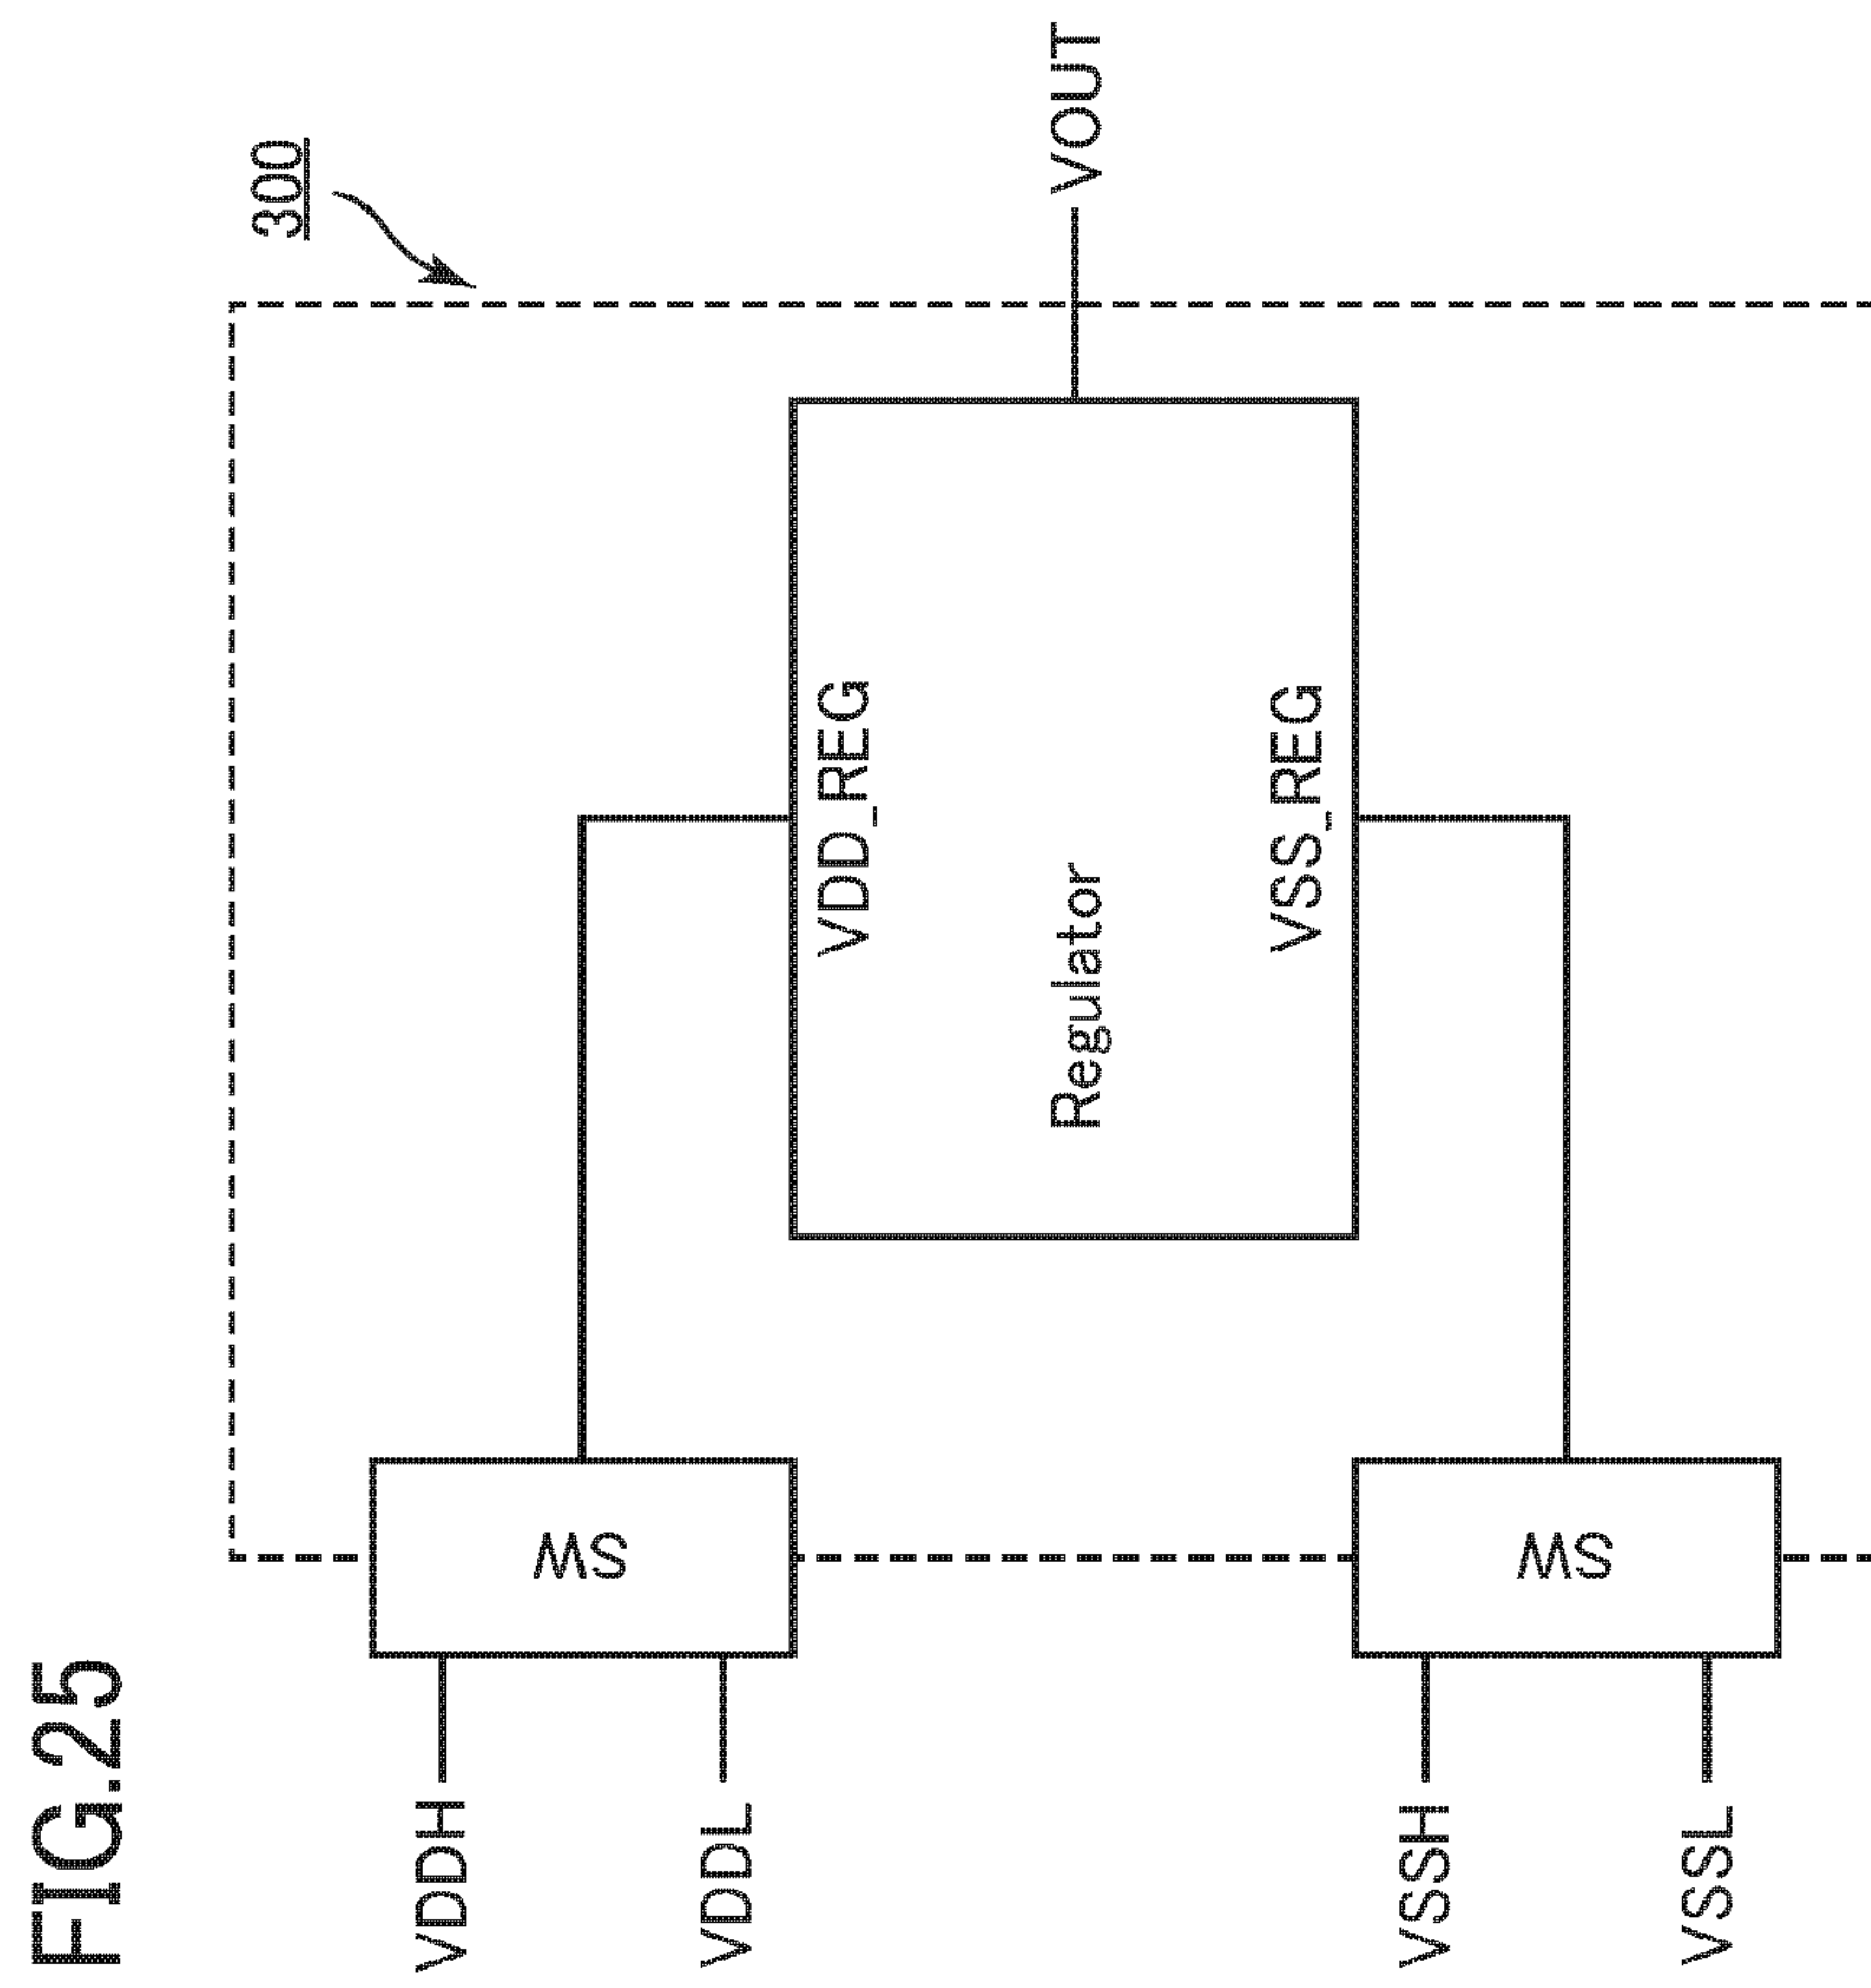 FIG.25
300
VDDH
VDDL
SW
VDD_REG
Regulator
VOUT
VSS_REG
VSSH
VSSL
SW